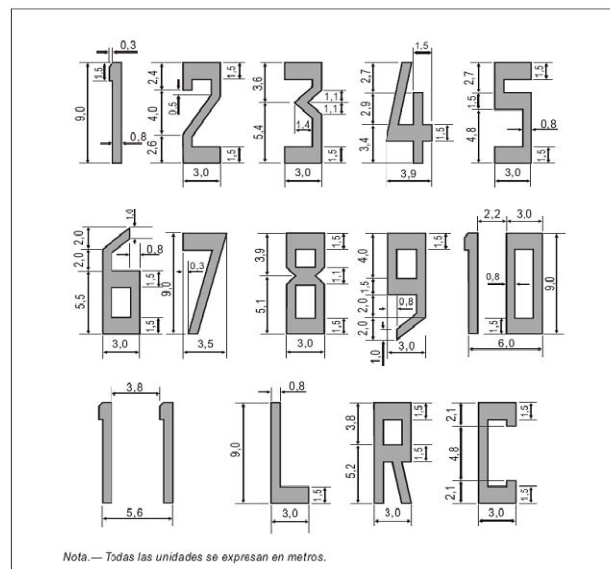 0,3 2,4 1,5 3,6 1,5 1,5 2,7 1,5
1,5 2,7
9,0 4,0 0,5 1,1 2,9 1,5
1,1
0,8 1,4 5,4 1,5 4,8 0,8
2,6 1,5 1,5 3,4 1,5
3,0 3,0 3,9 3,0
2,0 1,0 1,5 2,2 3,0
2,0 0,8 3,9 4,0 1,5
9,0 0,3 1,1 1,5 0,8 9,0
5,5 1,5 5,1 2,0 0,8
1,5 1,5 2,0 1,5
3,0 3,5 3,0 1,0 3,0 6,0
3,8 0,8 3,8 1,5 2,1 1,5
9,0 1,5 4,8
1,5 5,2 2,1 1,5
5,6 3,0 3,0 3,0
1 2 3 4 5
6 7 8 9 10
11 L R C
Nota.— Todas las unidades se expresan en metros.